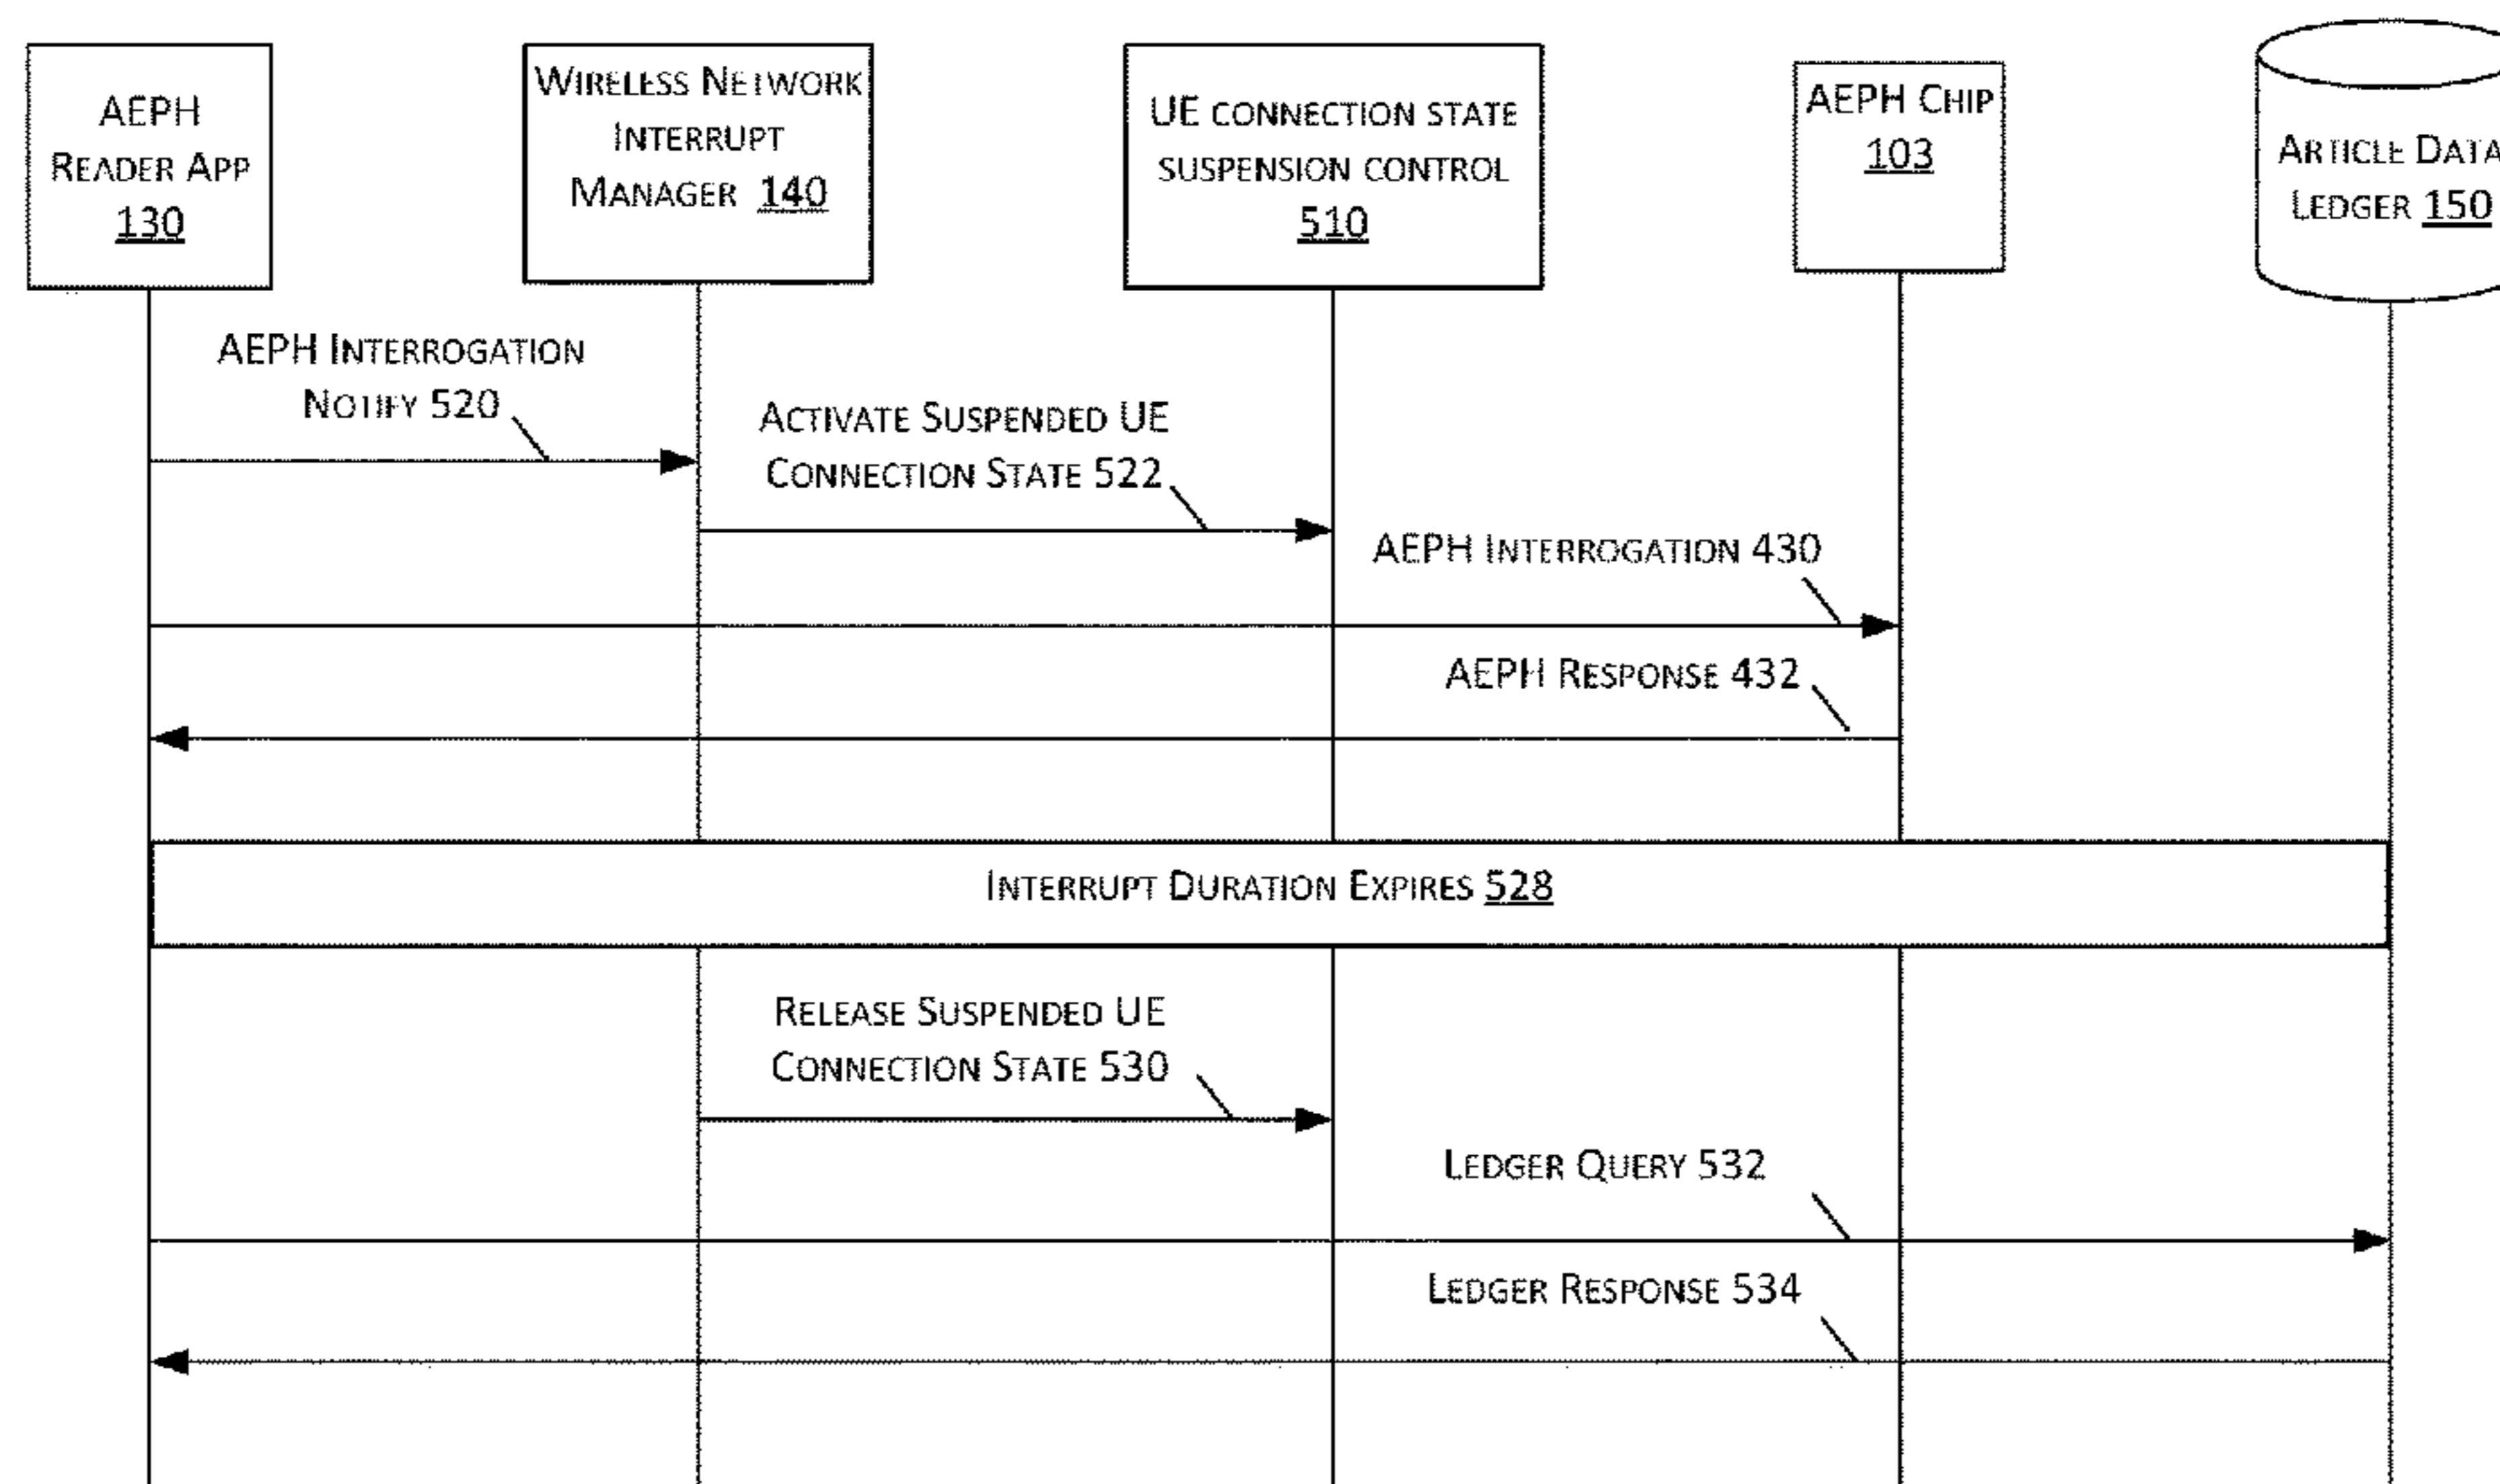 AEPH
READER APP
130
WIRELESS NETWORK
INTERRUPT
MANAGER 140
UE CONNECTION STATE
SUSPENSION CONTROL
510
AEPH CHIP
103
ARTICLE DATA
LEDGER 150
AEPH INTERROGATION
NOTIFY 520
ACTIVATE SUSPENDED UE
CONNECTION STATE 522
AEPH INTERROGATION 430
AEPH RESPONSE 432
INTERRUPT DURATION EXPIRES 528
RELEASE SUSPENDED UE
CONNECTION STATE 530
LEDGER QUERY 532
LEDGER RESPONSE 534